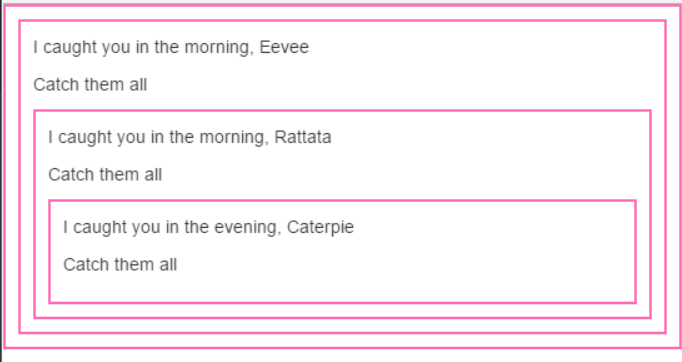 I caught you in the morning, Eevee
Catch them all
I caught you in the morning, Rattata
Catch them all
I caught you in the evening, Caterpie
Catch them all